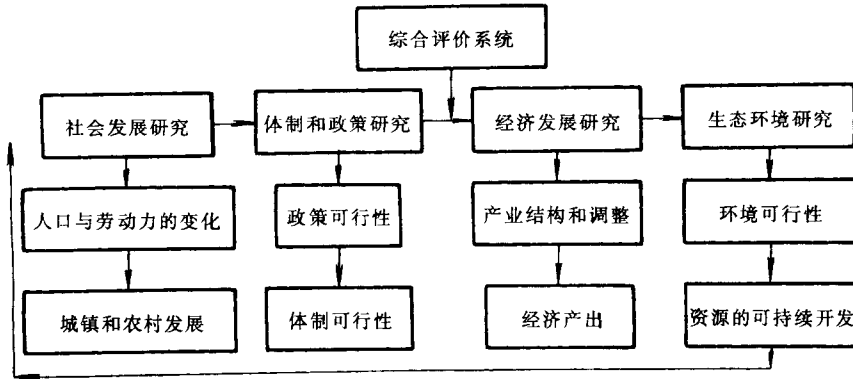 综合评价系统
社会发展研究
体制和政策研究
经济发展研究
生态环境研究
人口与劳动力的变化
政策可行性
产业结构和调整
环境可行性
城镇和农村发展
体制可行性
经济产出
资源的可持续开发